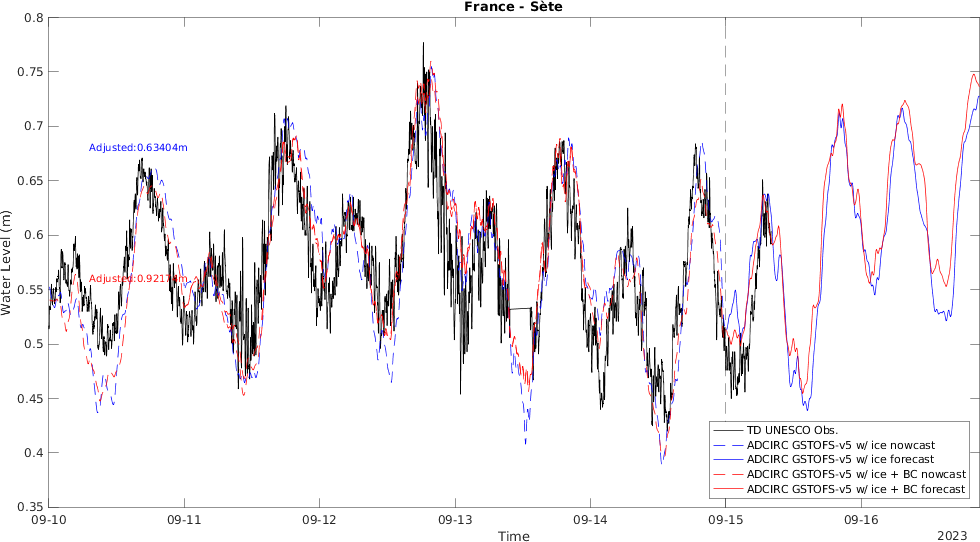 France - Sète
Water Level (m)
0.8
0.75
0.7
0.65
0.6
0.55
0.5
0.45
0.4
0.35
Adjusted:0.63404m
TD UNESCO Obs.
ADCIRC GSTOFS-v5 w/ ice nowcast
ADCIRC GSTOFS-v5 w/ ice forecast
ADCIRC GSTOFS-v5 w/ ice + BC nowcast
ADCIRC GSTOFS-v5 w/ ice + BC forecast
09-10 09-11 09-12 09-13 09-14 09-15 09-16
Time
2023